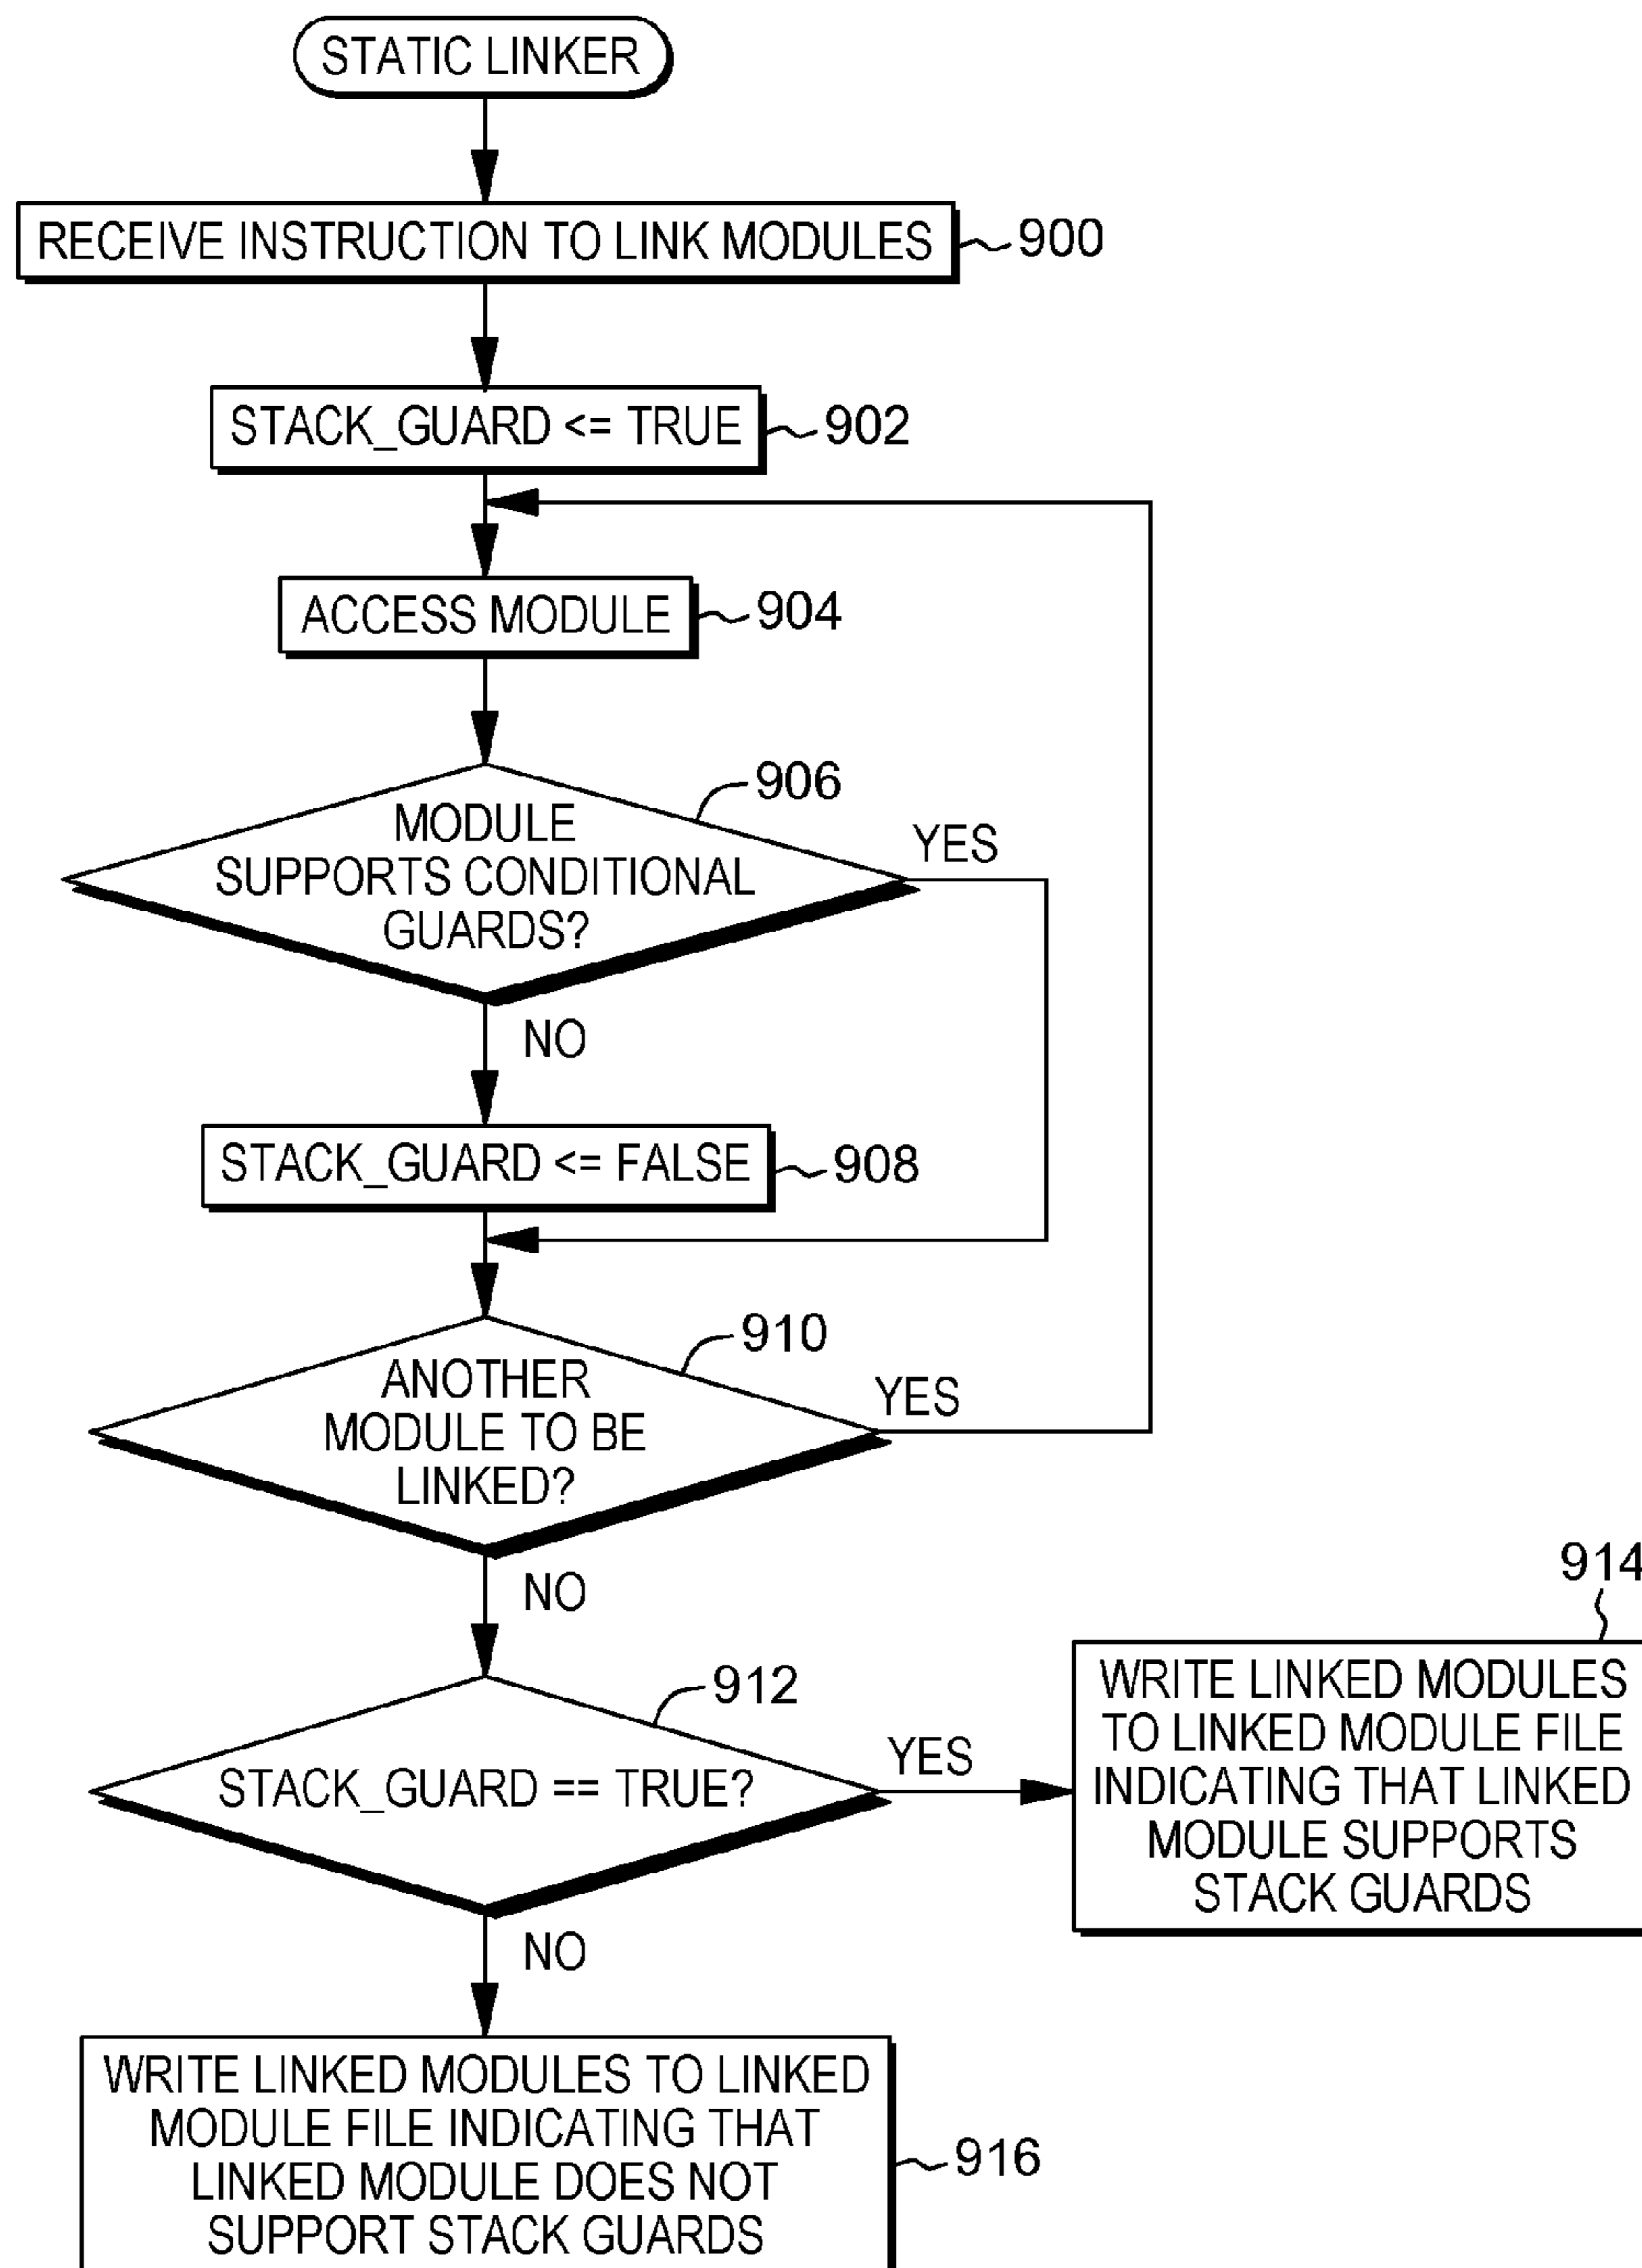 STATIC LINKER
RECEIVE INSTRUCTION TO LINK MODULES
900
STACK_GUARD <= TRUE
902
ACCESS MODULE
904
906
MODULE
SUPPORTS CONDITIONAL
GUARDS?
YES
NO
STACK_GUARD <= FALSE
908
910
ANOTHER
MODULE TO BE
LINKED?
YES
NO
912
STACK_GUARD == TRUE?
YES
NO
914
WRITE LINKED MODULES
TO LINKED MODULE FILE
INDICATING THAT LINKED
MODULE SUPPORTS
STACK GUARDS
WRITE LINKED MODULES TO LINKED
MODULE FILE INDICATING THAT
LINKED MODULE DOES NOT
SUPPORT STACK GUARDS
916